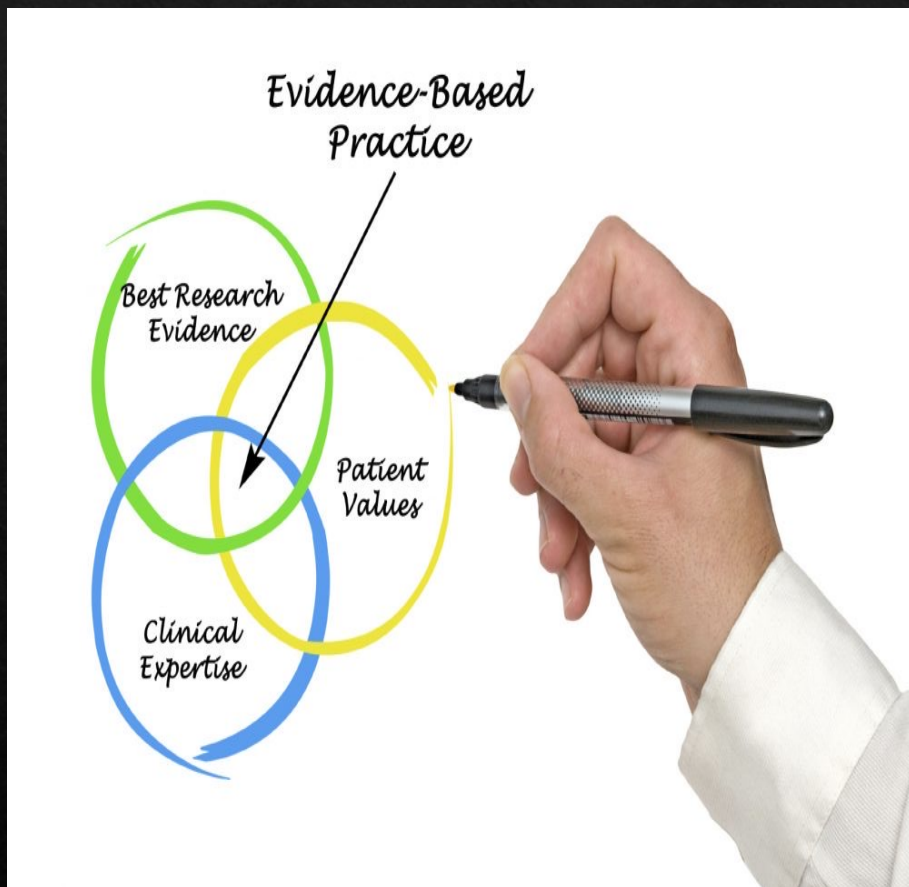 Evidence-Based
Practice
Best Research
Evidence
Patient
Values
Clinical
Expertise